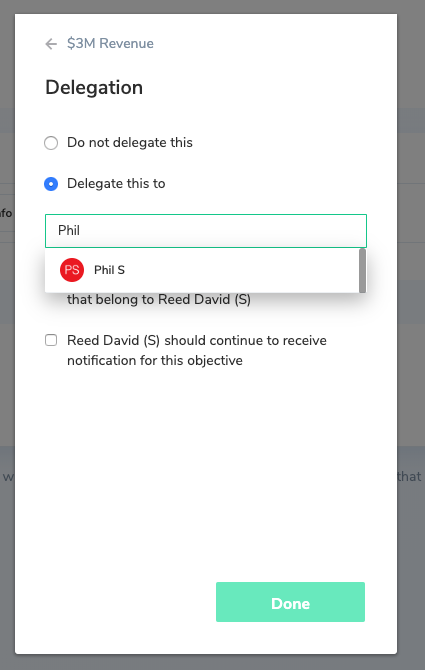 ← $3M Revenue
Delegation
Do not delegate this
Delegate this to
nfo
Phil
PS Phil S
that belong to Reed David (S)
Reed David (S) should continue to receive
notification for this objective
w
that
Done